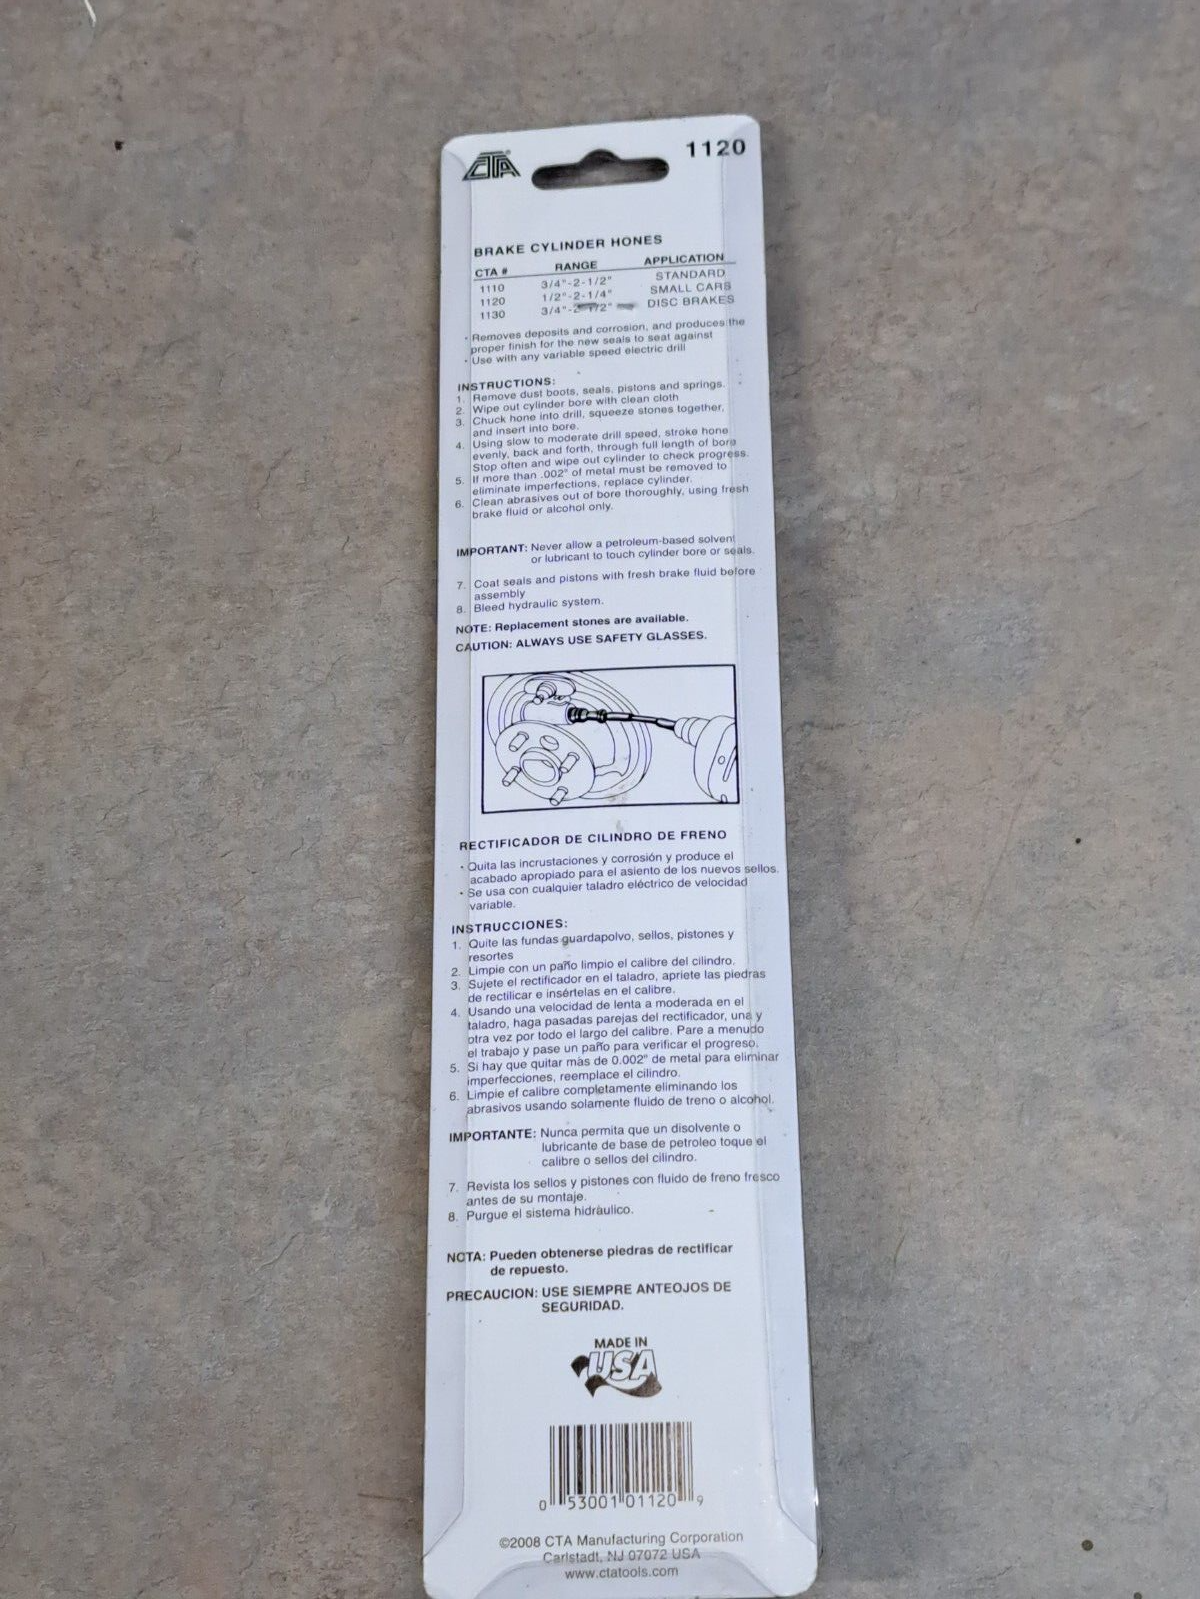 CTA
1120
BRAKE CYLINDER HONES
CTA # RANGE APPLICATION
1110 3/4"-2-1/2" STANDARD
1120 1/2"-2-1/4" SMALL CARS
1130 3/4"-2-1/2" DISC BRAKES
• Removes deposits and corrosion, and produces the
proper finish for the new seals to seat against
• Use with any variable speed electric drill
INSTRUCTIONS:
1. Remove dust boots, seals, pistons and springs.
2. Wipe out cylinder bore with clean cloth
3. Chuck hone into drill, squeeze stones together,
and insert into bore.
4. Using slow to moderate drill speed, stroke hone
evenly, back and forth, through full length of bore
Stop often and wipe out cylinder to check progress.
5. If more than .002" of metal must be removed to
eliminate imperfections, replace cylinder.
6. Clean abrasives out of bore thoroughly, using fresh
brake fluid or alcohol only.
IMPORTANT: Never allow a petroleum-based solvent
or lubricant to touch cylinder bore or seals.
7. Coat seals and pistons with fresh brake fluid before
assembly
8. Bleed hydraulic system.
NOTE: Replacement stones are available.
CAUTION: ALWAYS USE SAFETY GLASSES.
RECTIFICADOR DE CILINDRO DE FRENO
• Quita las incrustaciones y corrosión y produce el
acabado apropiado para el asiento de los nuevos sellos.
• Se usa con cualquier taladro eléctrico de velocidad
variable.
INSTRUCCIONES:
1. Quite las fundas guardapolvo, sellos, pistones y
resortes
2. Limpie con un paño limpio el calibre del cilindro.
3. Sujete el rectificador en el taladro, apriete las piedras
de rectilicar e insértelas en el calibre.
4. Usando una velocidad de lenta a moderada en el
taladro, haga pasadas parejas del rectificador, una y
otra vez por todo el largo del calibre. Pare a menudo
el trabajo y pase un paño para verificar el progreso.
5. Si hay que quitar más de 0.002" de metal para eliminar
imperfecciones, reemplace el cilindro.
6. Limpie ef calibre completamente eliminando los
abrasivos usando solamente fluido de treno o alcohol.
IMPORTANTE: Nunca permita que un disolvente o
lubricante de base de petroleo toque el
calibre o sellos del cilindro.
7. Revista los sellos y pistones con fluido de freno fresco
antes de su montaje.
8. Purgue el sistema hidráulico.
NOTA: Pueden obtenerse piedras de rectificar
de repuesto.
PRECAUCION: USE SIEMPRE ANTEOJOS DE
SEGURIDAD.
MADE IN
USA
0 53001 01120 9
©2008 CTA Manufacturing Corporation
Carlstadt, NJ 07072 USA
www.ctatools.com